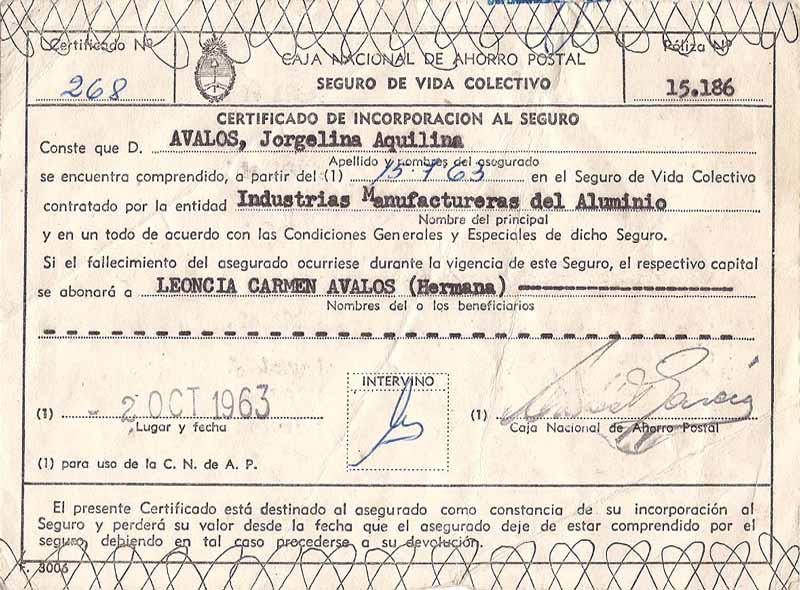 Certificado Nº
268
CAJA NACIONAL DE AHORRO POSTAL
SEGURO DE VIDA COLECTIVO
Póliza Nº
15.186
CERTIFICADO DE INCORPORACION AL SEGURO
Conste que D. AVALOS, Jorgelina Aquilina
Apellido y nombres del asegurado
se encuentra comprendido, a partir del (1) 15-7-63 en el Seguro de Vida Colectivo
contratado por la entidad Industrias Manufactureras del Aluminio
Nombre del principal
y en un todo de acuerdo con las Condiciones Generales y Especiales de dicho Seguro.
Si el fallecimiento del asegurado ocurriese durante la vigencia de este Seguro, el respectivo capital
se abonará a LEONCIA CARMEN AVALOS (Hermana)
Nombres del o los beneficiarios
(1) - 2 OCT 1963
Lugar y fecha
INTERVINO
(1)
Caja Nacional de Ahorro Postal
(1) para uso de la C. N. de A. P.
El presente Certificado está destinado al asegurado como constancia de su incorporación al
Seguro y perderá su valor desde la fecha que el asegurado deje de estar comprendido por el
seguro, debiendo en tal caso procederse a su devolución.
F. 3006